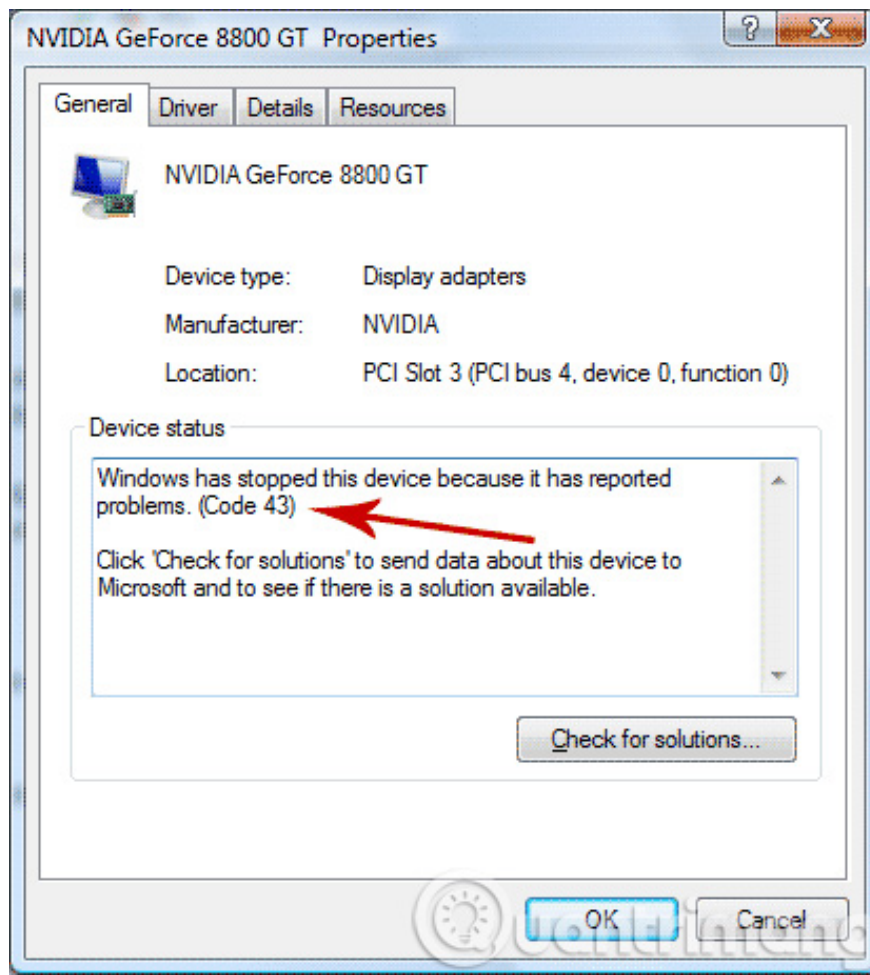 NVIDIA GeForce 8800 GT Properties
General Driver Details Resources
NVIDIA GeForce 8800 GT
Device type: Display adapters
Manufacturer: NVIDIA
Location: PCI Slot 3 (PCI bus 4, device 0, function 0)
Device status
Windows has stopped this device because it has reported
problems. (Code 43)
Click 'Check for solutions' to send data about this device to
Microsoft and to see if there is a solution available.
Check for solutions...
OK Cancel
Quantrimang